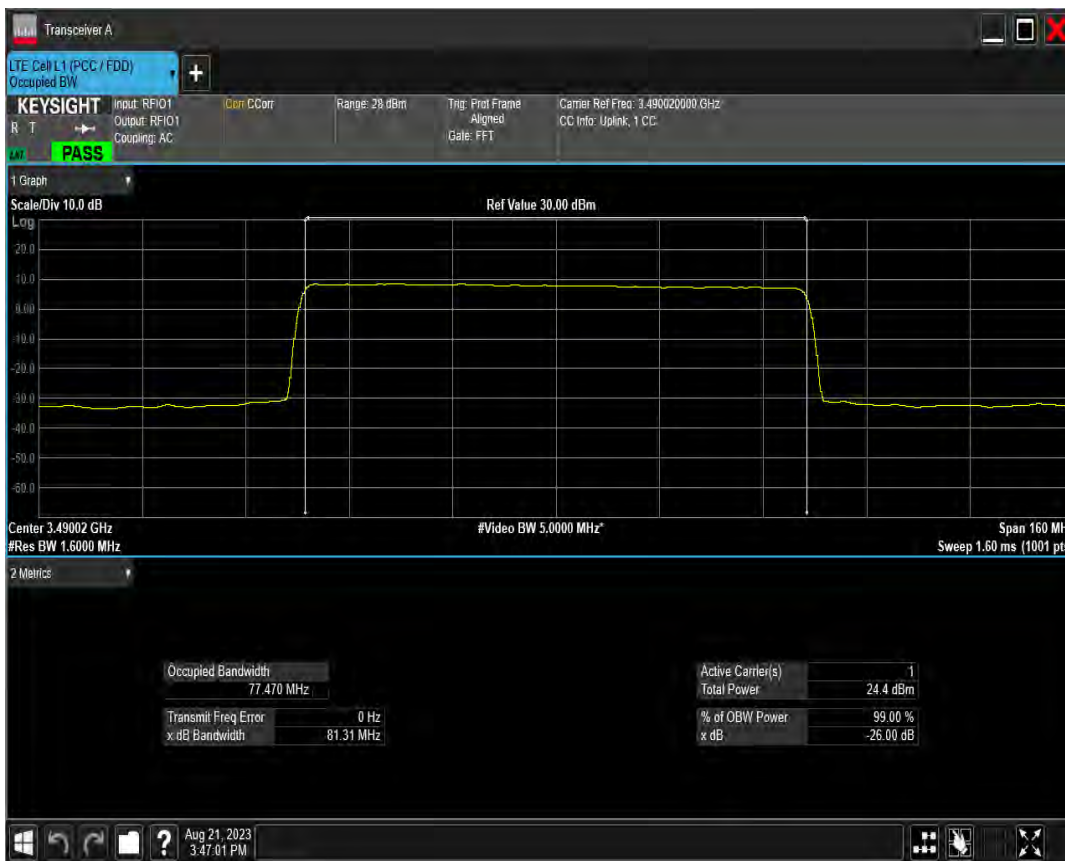 Transceiver A
LTE Cell L1 (PCC / FDD)
Occupied BW
KEYSIGHT
R T
PASS
Input: RFIO1
Output: RFIO1
Coupling: AC
Corr CCorr
Range: 28 dBm
Trig: Prot Frame
Aligned
Gate: FFT
Carrier Ref Freq: 3.490020000 GHz
CC Info: Uplink, 1 CC
1 Graph
Scale/Div 10.0 dB
Ref Value 30.00 dBm
Log
20.0
10.0
0.00
-10.0
-20.0
-30.0
-40.0
-50.0
-60.0
Center 3.49002 GHz
#Video BW 5.0000 MHz*
Span 160 MH
#Res BW 1.6000 MHz
Sweep 1.60 ms (1001 pts
2 Metrics
Occupied Bandwidth
77.470 MHz
Transmit Freq Error 0 Hz
x dB Bandwidth 81.31 MHz
Active Carrier(s) 1
Total Power 24.4 dBm
% of OBW Power 99.00 %
x dB -26.00 dB
?
Aug 21, 2023
3:47:01 PM